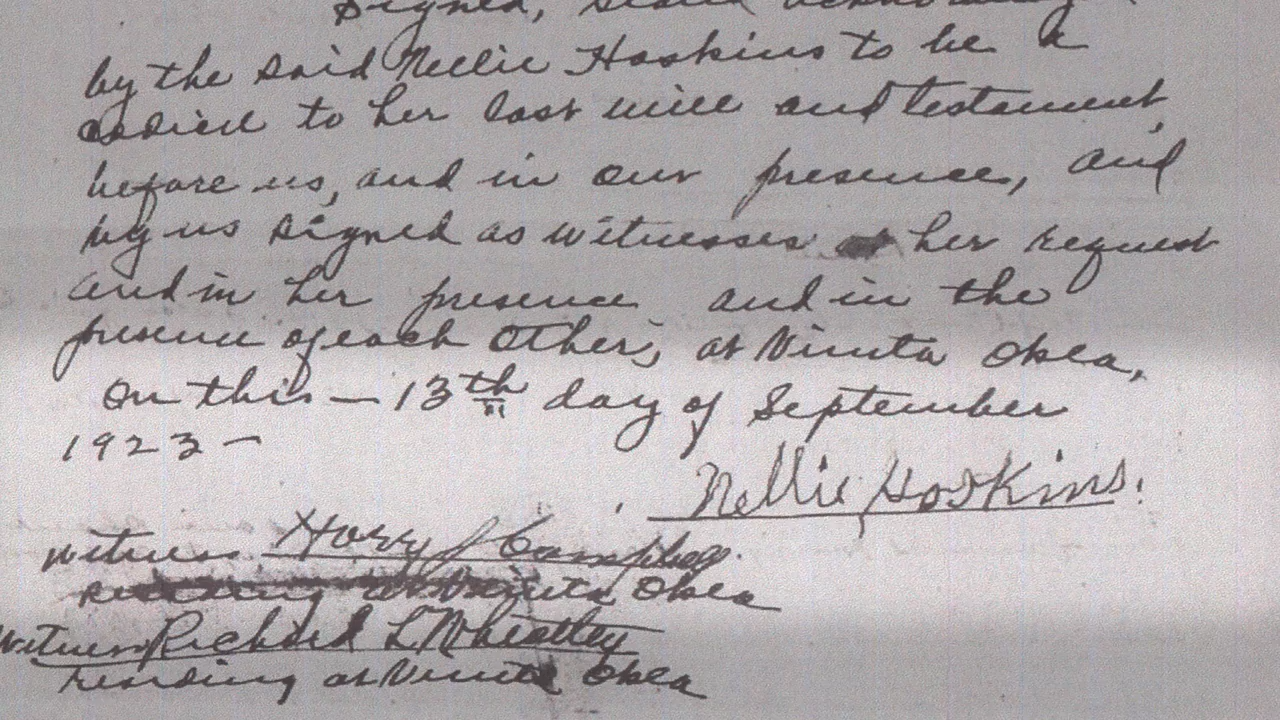 Signed,
by the said Nellie Hoskins to be a
codicil to her last will and testament,
before us, and in our presence, and
by us signed as witnesses at her request
and in her presence and in the
presence of each other, at Vinita Okla,
on this — 13th day of September
1923 —
Nellie Hoskins.
Witness Harry J Campbell
residing at Vinita Okla
Witness Richard L Wheatley
residing at Vinita Okla